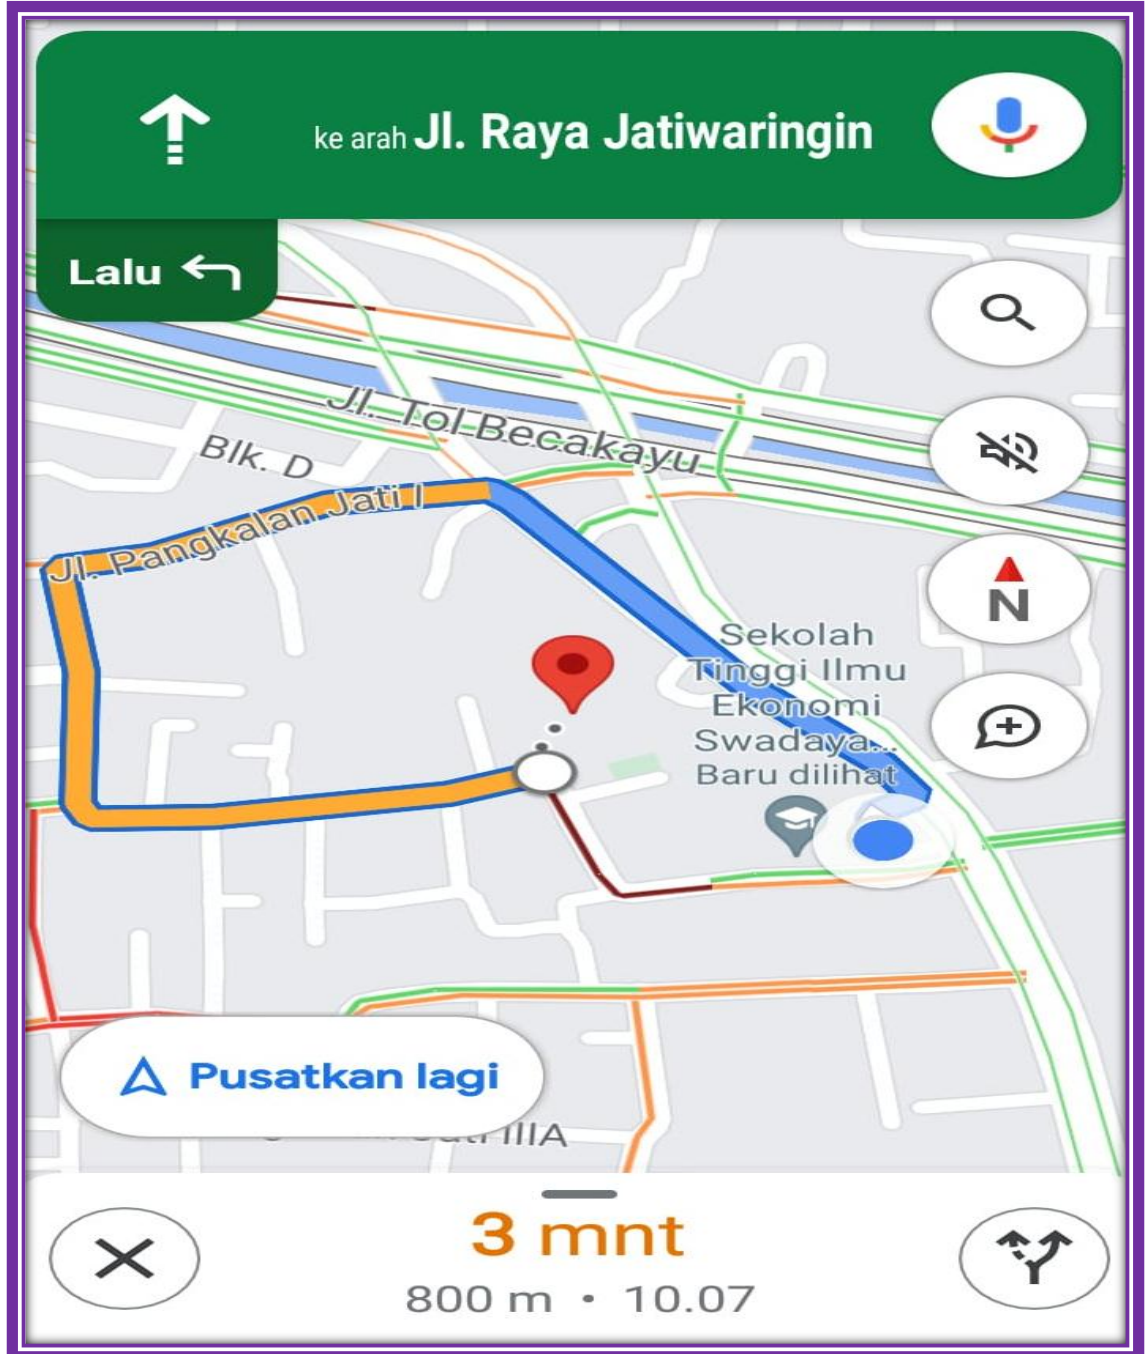 ke arah Jl. Raya Jatiwaringin
Lalu
Jl. Tol Becakayu
Blk. D
Jl. Pangkalan Jati I
N
Sekolah
Tinggi Ilmu
Ekonomi
Swadaya...
Baru dilihat
Pusatkan lagi
IIIA
3 mnt
800 m • 10.07